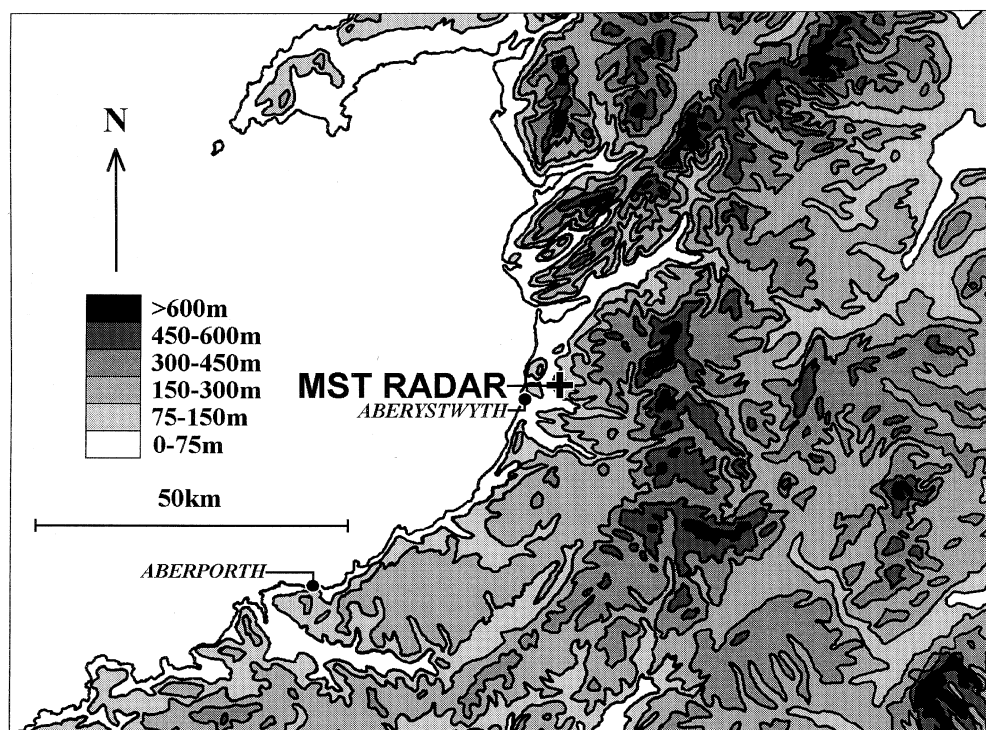 N
>600m
450-600m
300-450m
150-300m
75-150m
0-75m
MST RADAR
ABERYSTWYTH
50km
ABERPORTH